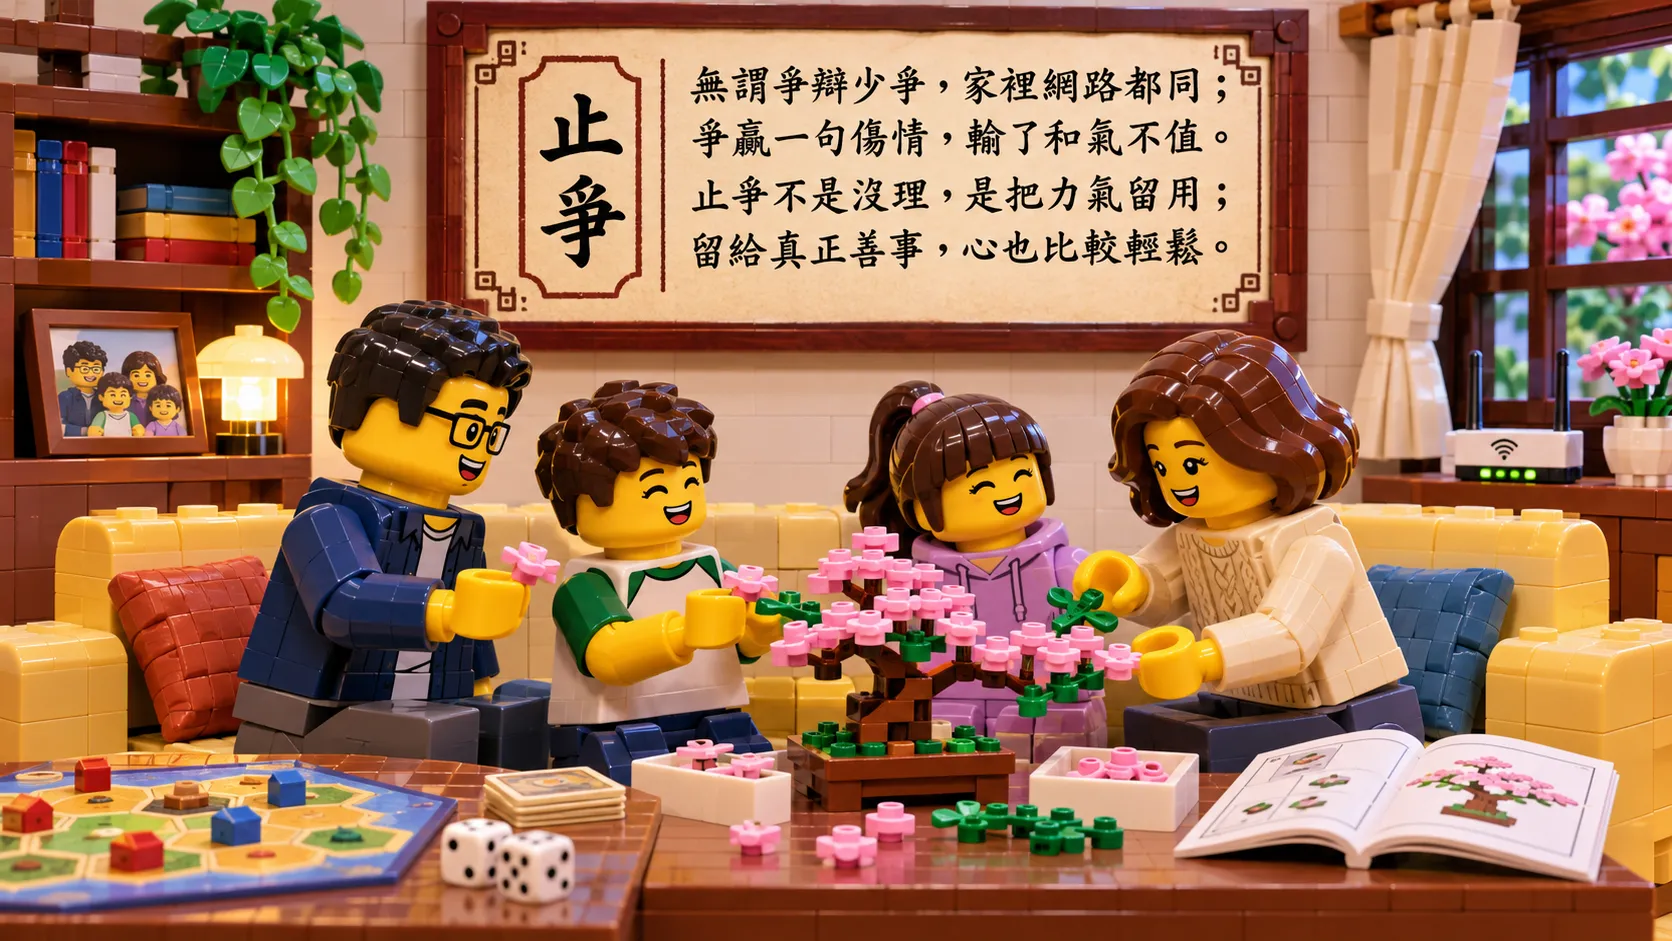 止爭
無謂爭辯少爭，家裡網路都同；
爭贏一句傷情，輸了和氣不值。
止爭不是沒理，是把力氣留用；
留給真正善事，心也比較輕鬆。